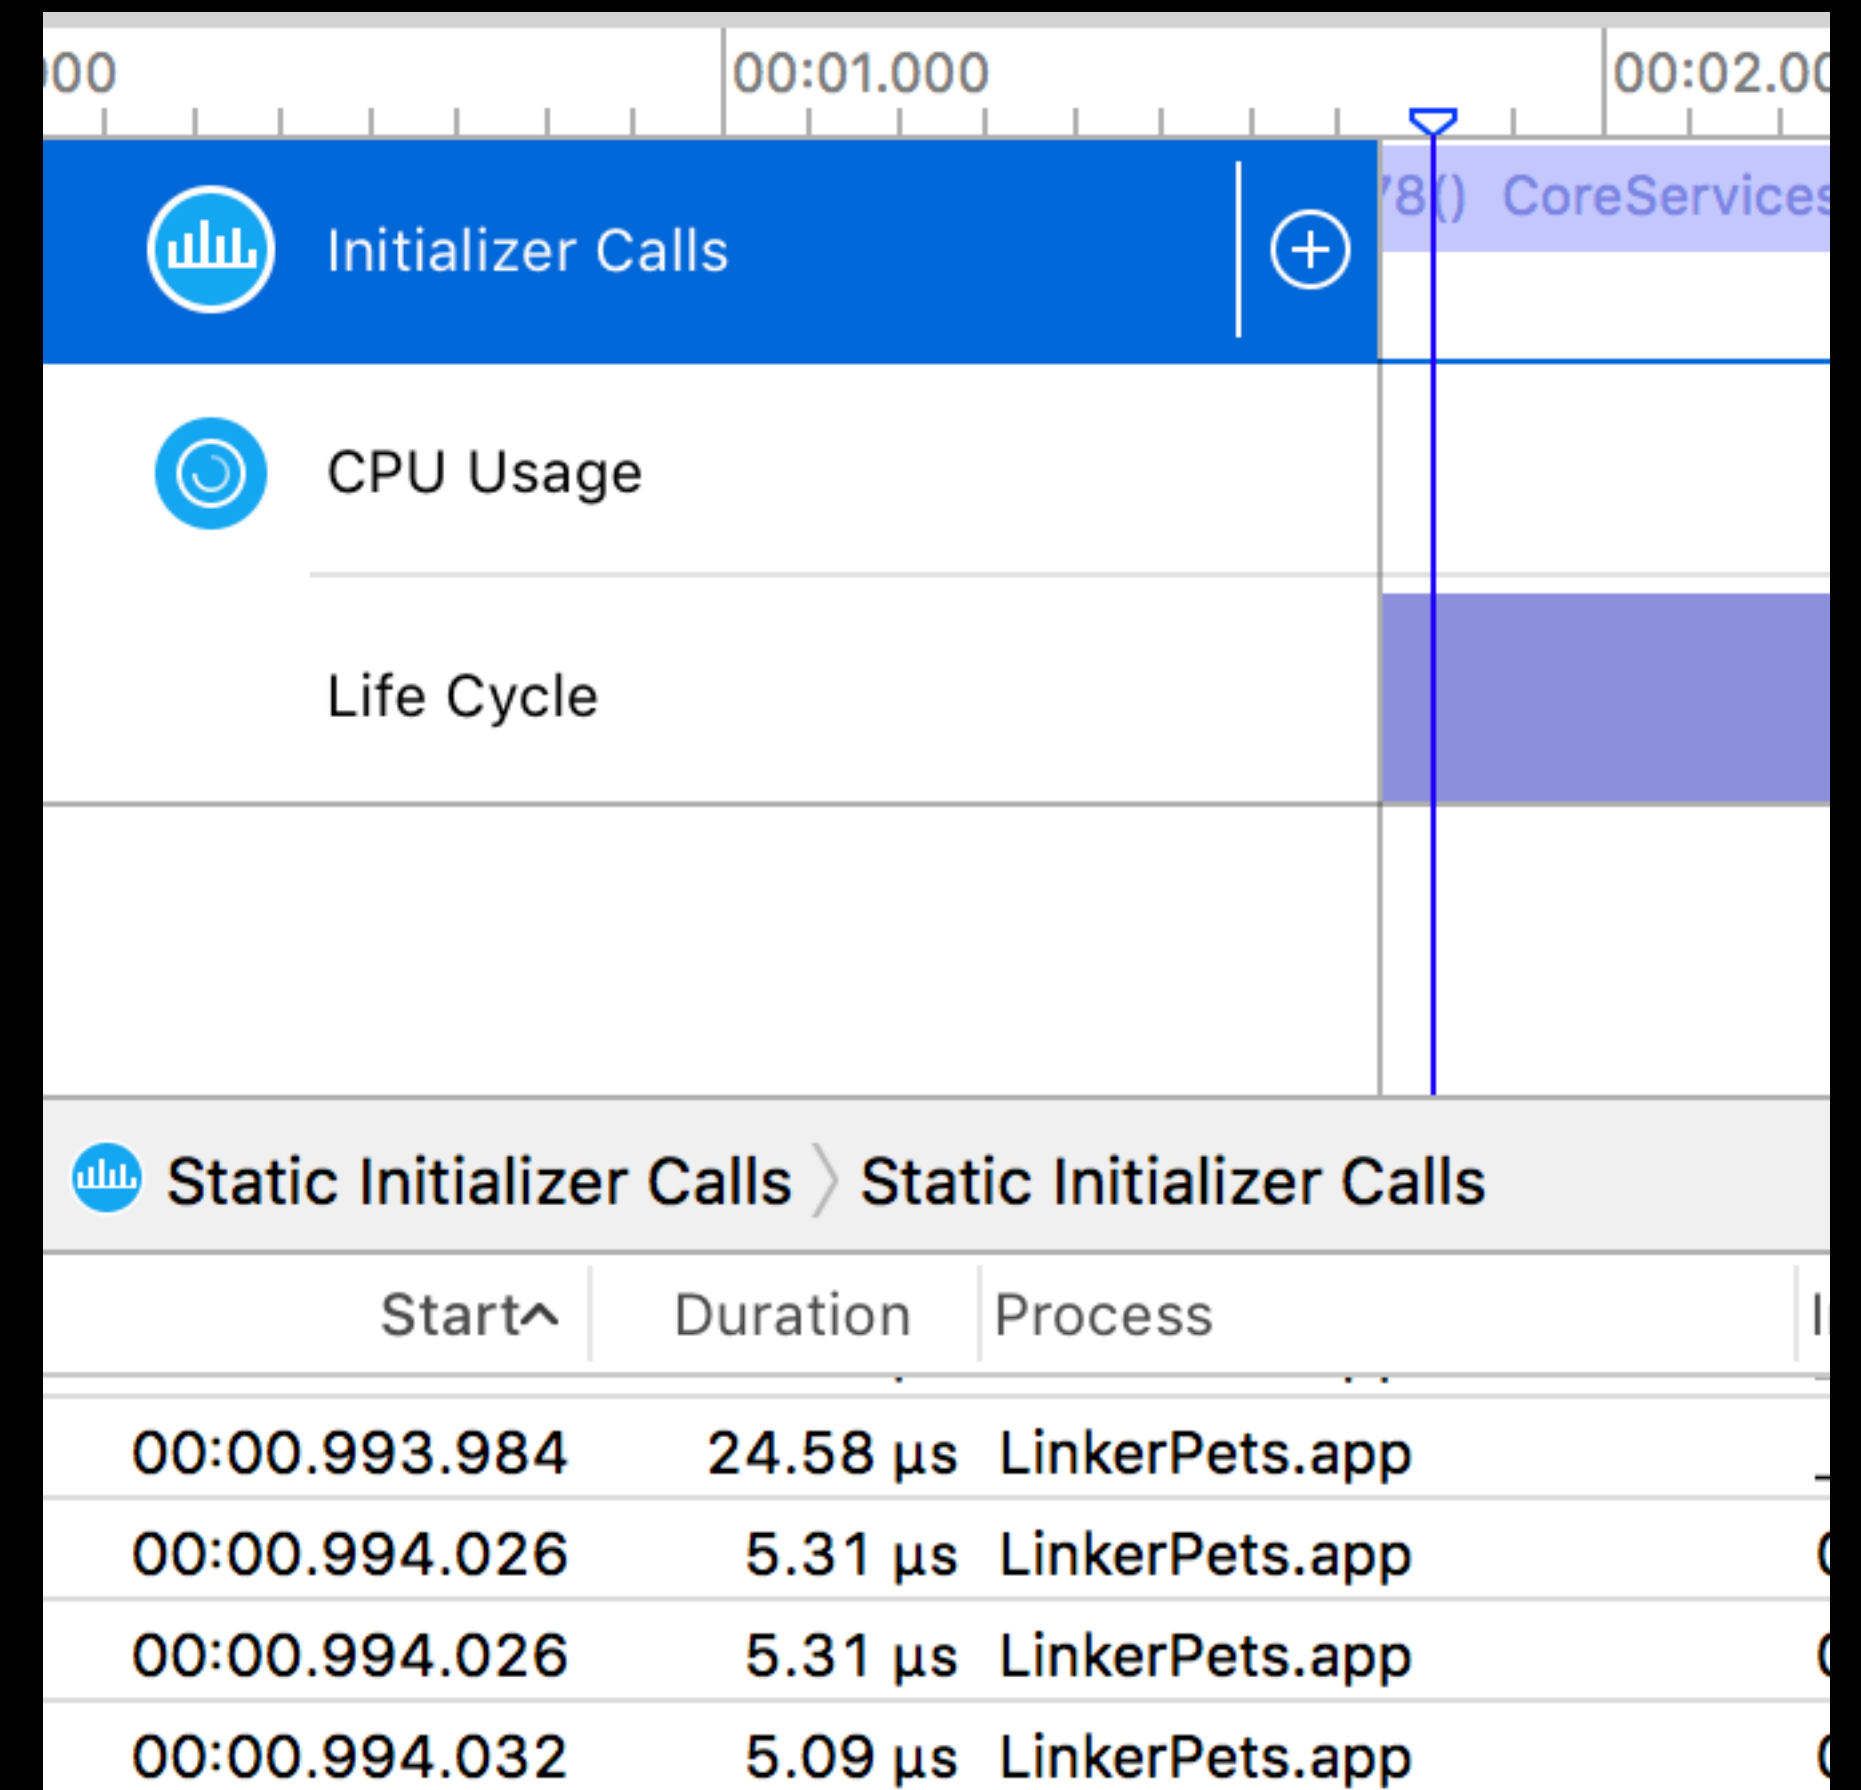 00:01.000
Initializer Calls
78() CoreServices
CPU Usage
Life Cycle
Static Initializer Calls 〉 Static Initializer Calls
Start Duration Process
00:00.993.984 24.58 µs LinkerPets.app
00:00.994.026 5.31 µs LinkerPets.app
00:00.994.026 5.31 µs LinkerPets.app
00:00.994.032 5.09 µs LinkerPets.app